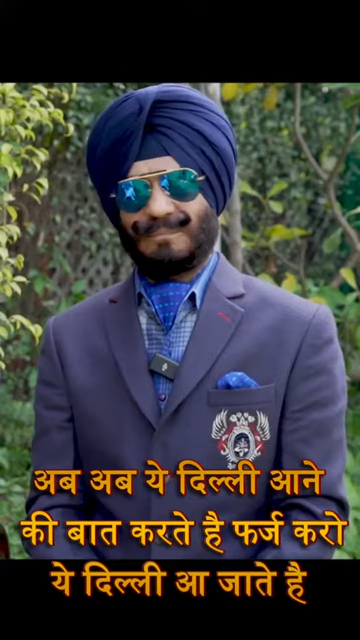 अब अब ये दिल्ली आने
की बात करते है फर्ज करो
ये दिल्ली आ जाते है